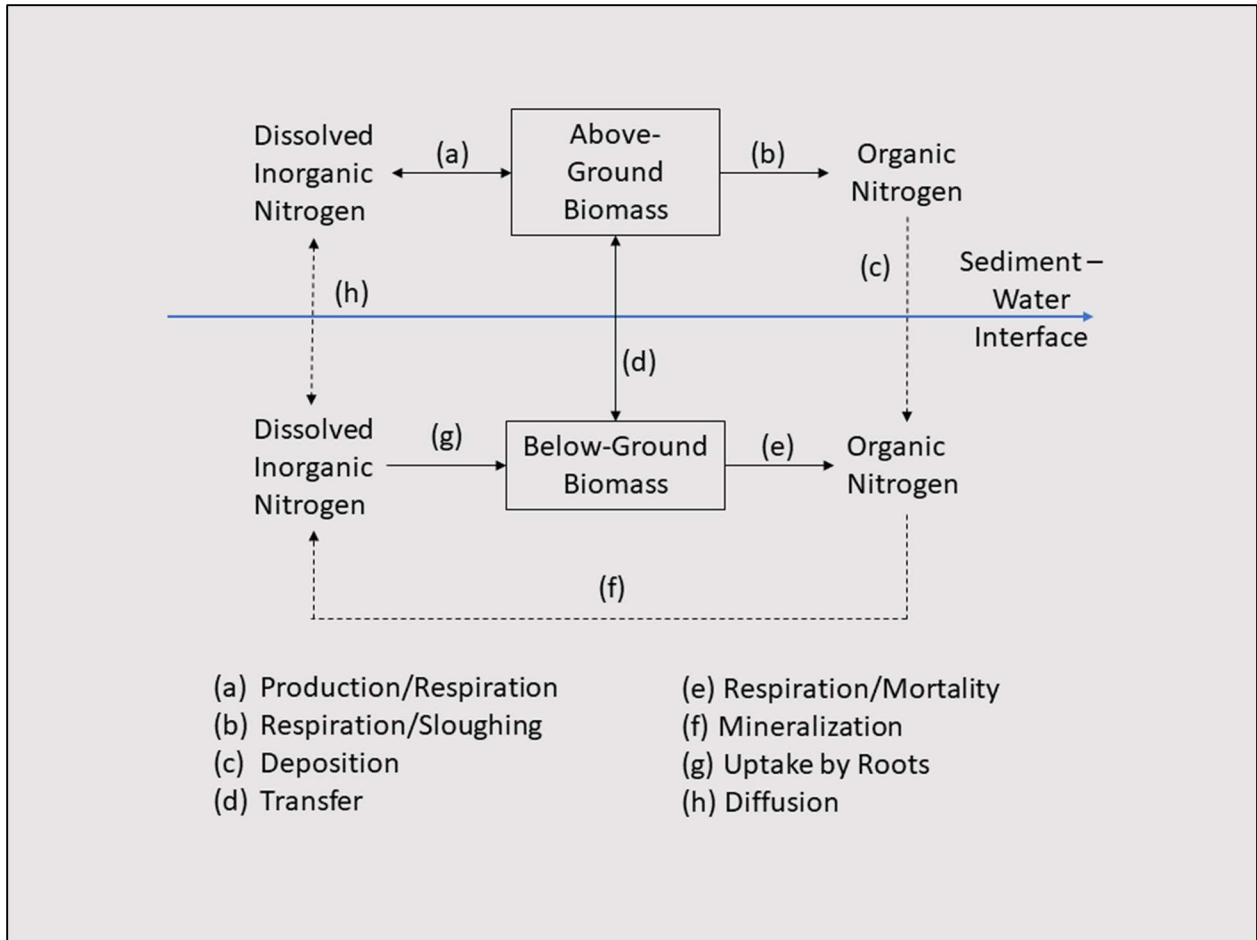 Dissolved
Inorganic
Nitrogen
(a)
Above-
Ground
Biomass
(b)
Organic
Nitrogen
(h)
(c)
Sediment –
Water
Interface
(d)
Dissolved
Inorganic
Nitrogen
(g)
Below-Ground
Biomass
(e)
Organic
Nitrogen
(f)
(a) Production/Respiration
(b) Respiration/Sloughing
(c) Deposition
(d) Transfer
(e) Respiration/Mortality
(f) Mineralization
(g) Uptake by Roots
(h) Diffusion